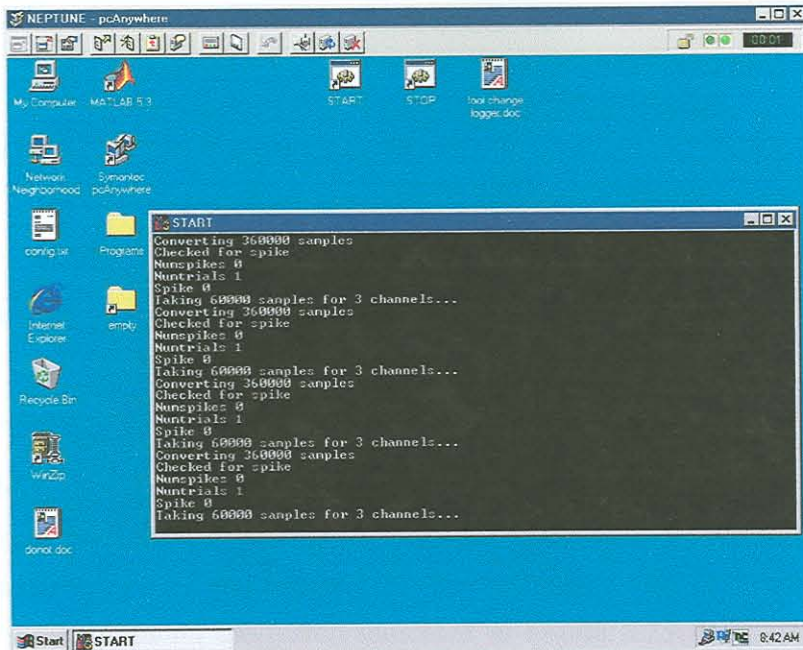 NEPTUNE - pcAnywhere
00:01
My Computer
MATLAB 5.3
START
STOP
tool change logger.doc
Network Neighborhood
Symantec pcAnywhere
config.txt
Programs
Internet Explorer
empty
Recycle Bin
WinZip
donot.doc
START
Converting 360000 samples
Checked for spike
Numspikes 0
Numtrials 1
Spike 0
Taking 60000 samples for 3 channels...
Converting 360000 samples
Checked for spike
Numspikes 0
Numtrials 1
Spike 0
Taking 60000 samples for 3 channels...
Converting 360000 samples
Checked for spike
Numspikes 0
Numtrials 1
Spike 0
Taking 60000 samples for 3 channels...
Converting 360000 samples
Checked for spike
Numspikes 0
Numtrials 1
Spike 0
Taking 60000 samples for 3 channels...
Start
START
8:42 AM